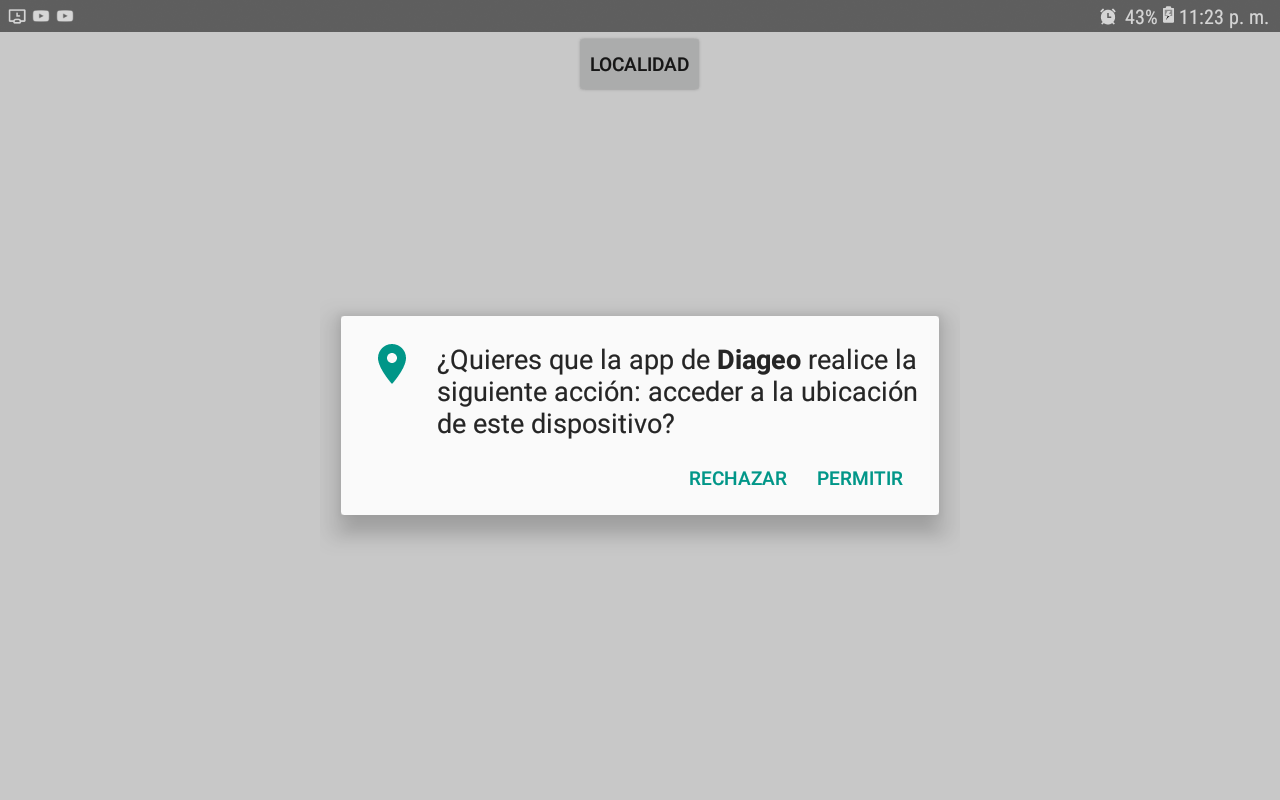 43% 11:23 p. m.
LOCALIDAD
¿Quieres que la app de Diageo realice la
siguiente acción: acceder a la ubicación
de este dispositivo?
RECHAZAR PERMITIR